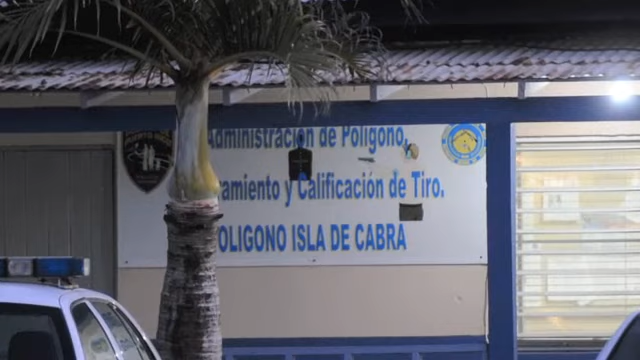 Administración de Polígono,
amiento y Calificación de Tiro.
POLIGONO ISLA DE CABRA